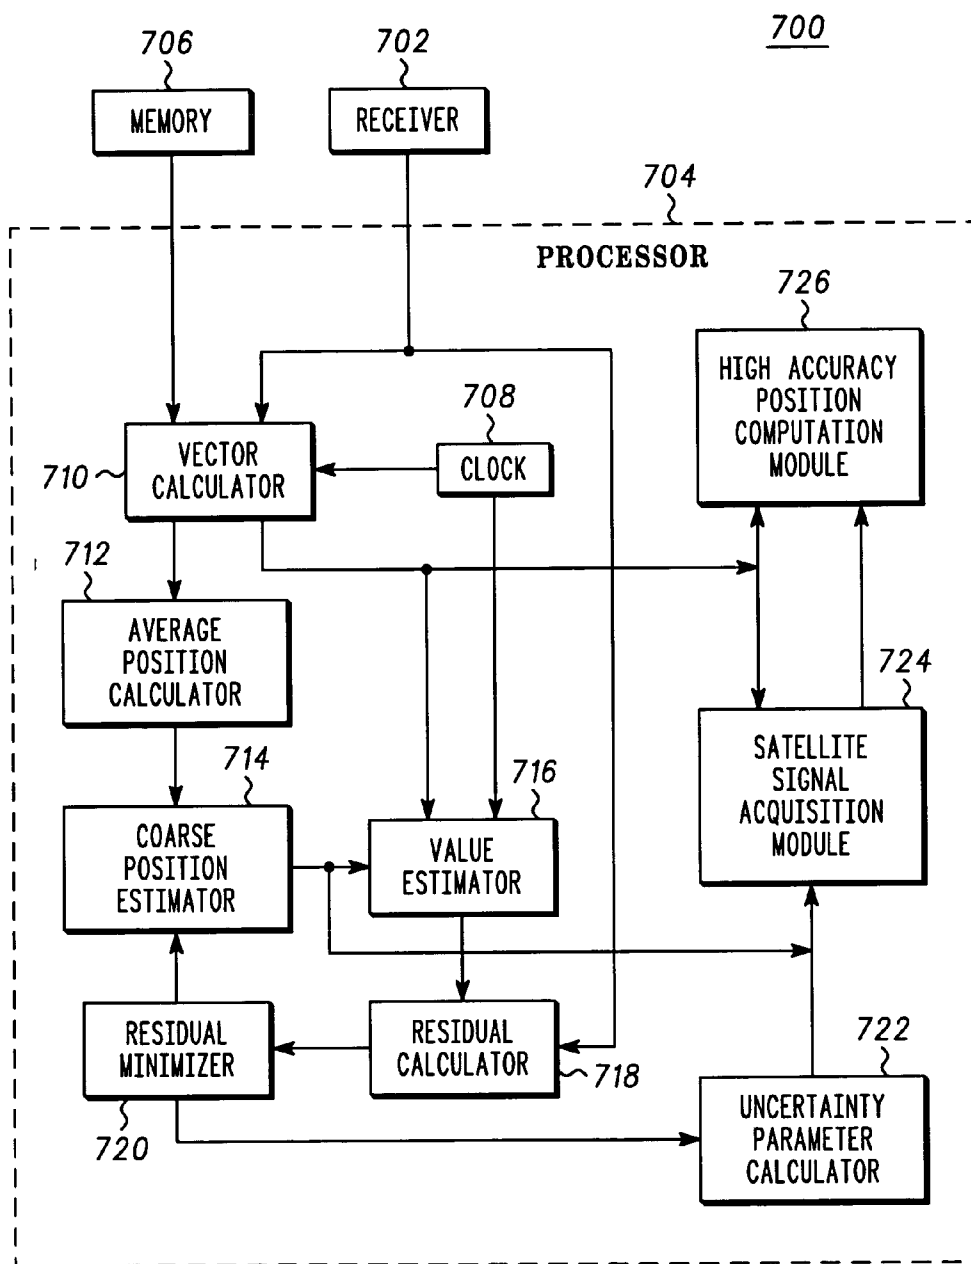 700
706
702
MEMORY
RECEIVER
704
PROCESSOR
726
HIGH ACCURACY
POSITION
COMPUTATION
MODULE
708
CLOCK
710
VECTOR
CALCULATOR
712
AVERAGE
POSITION
CALCULATOR
724
SATELLITE
SIGNAL
ACQUISITION
MODULE
714
COARSE
POSITION
ESTIMATOR
716
VALUE
ESTIMATOR
RESIDUAL
MINIMIZER
720
RESIDUAL
CALCULATOR
718
722
UNCERTAINTY
PARAMETER
CALCULATOR